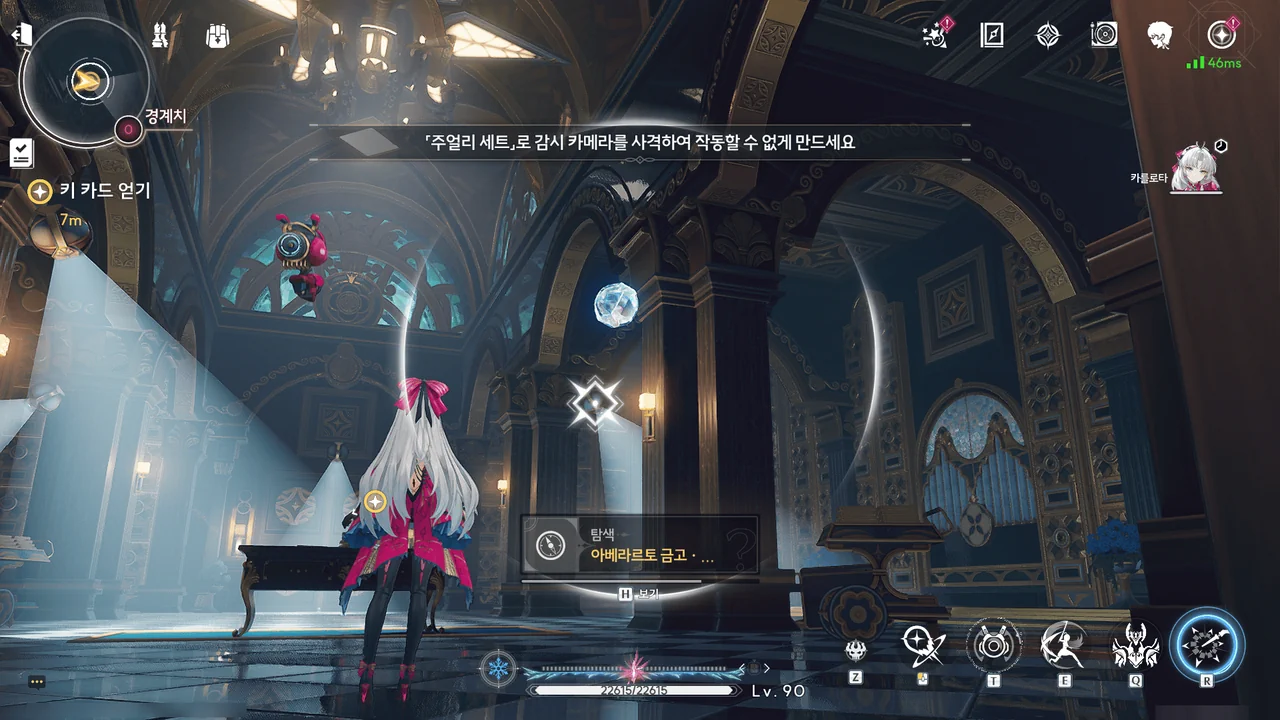 46ms
경계치
0
「주얼리 세트」로 감시 카메라를 사격하여 작동할 수 없게 만드세요
카를로타
키 카드 얻기
7m
탐색
아베라르토 금고 · ...
H 보기
22615/22615
Lv. 90
Z
T
E
Q
R